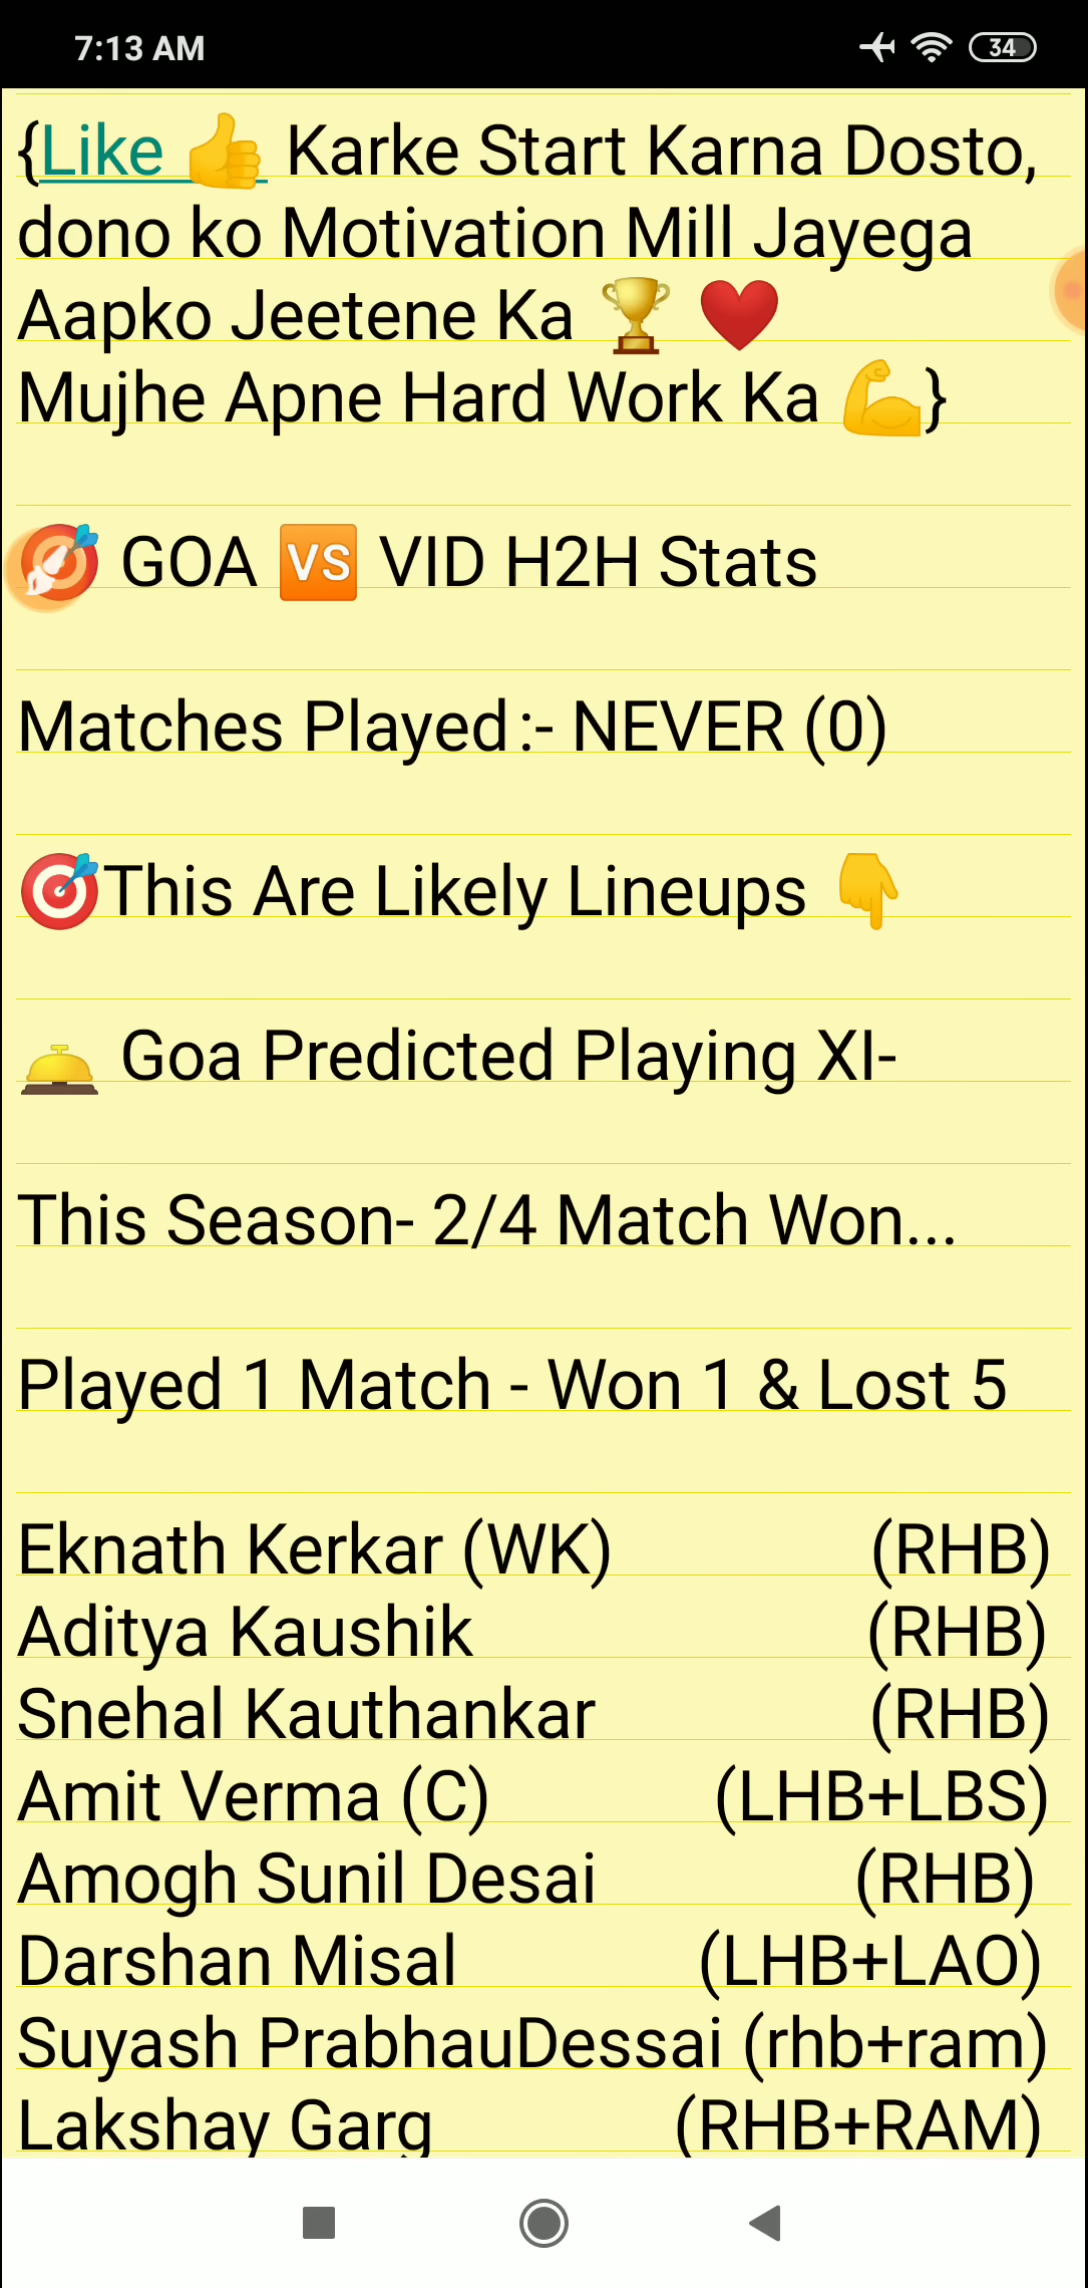 7:13 AM
34
{Like 👍 Karke Start Karna Dosto,
dono ko Motivation Mill Jayega
Aapko Jeetene Ka 🏆 ❤️
Mujhe Apne Hard Work Ka 💪}
🎯 GOA 🆚 VID H2H Stats
Matches Played:- NEVER (0)
🎯This Are Likely Lineups 👇
🛎️ Goa Predicted Playing XI-
This Season- 2/4 Match Won...
Played 1 Match - Won 1 & Lost 5
Eknath Kerkar (WK) (RHB)
Aditya Kaushik (RHB)
Snehal Kauthankar (RHB)
Amit Verma (C) (LHB+LBS)
Amogh Sunil Desai (RHB)
Darshan Misal (LHB+LAO)
Suyash PrabhauDessai (rhb+ram)
Lakshay Garg (RHB+RAM)